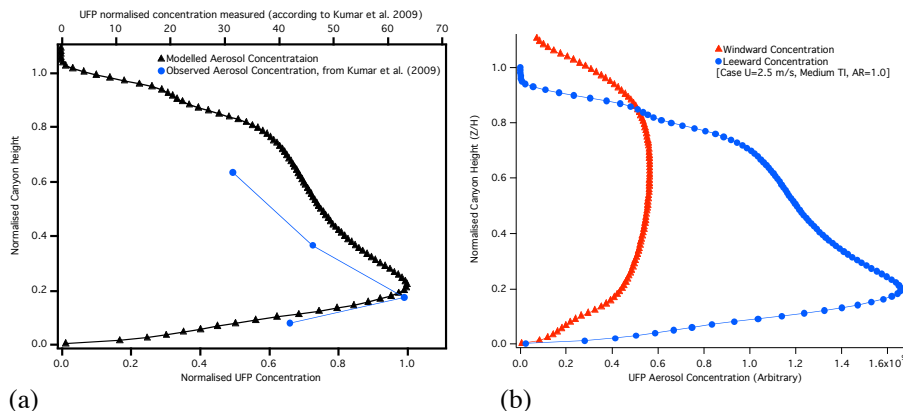 UFP normalised concentration measured (according to Kumar et al. 2009)
0 10 20 30 40 50 60 70
Modelled Aerosol Concentrataion
Observed Aerosol Concentration, from Kumar et al. (2009)
Normalised Canyon height
1.0
0.8
0.6
0.4
0.2
0.0
0.0 0.2 0.4 0.6 0.8 1.0
Normalised UFP Concentration
(a)
Windward Concentration
Leeward Concentration
[Case U=2.5 m/s, Medium TI, AR=1.0]
Normalised Canyon Height (Z/H)
1.0
0.8
0.6
0.4
0.2
0.0
0.0 0.2 0.4 0.6 0.8 1.0 1.2 1.4 1.6x10
UFP Aerosol Concentration (Arbitrary)
(b)